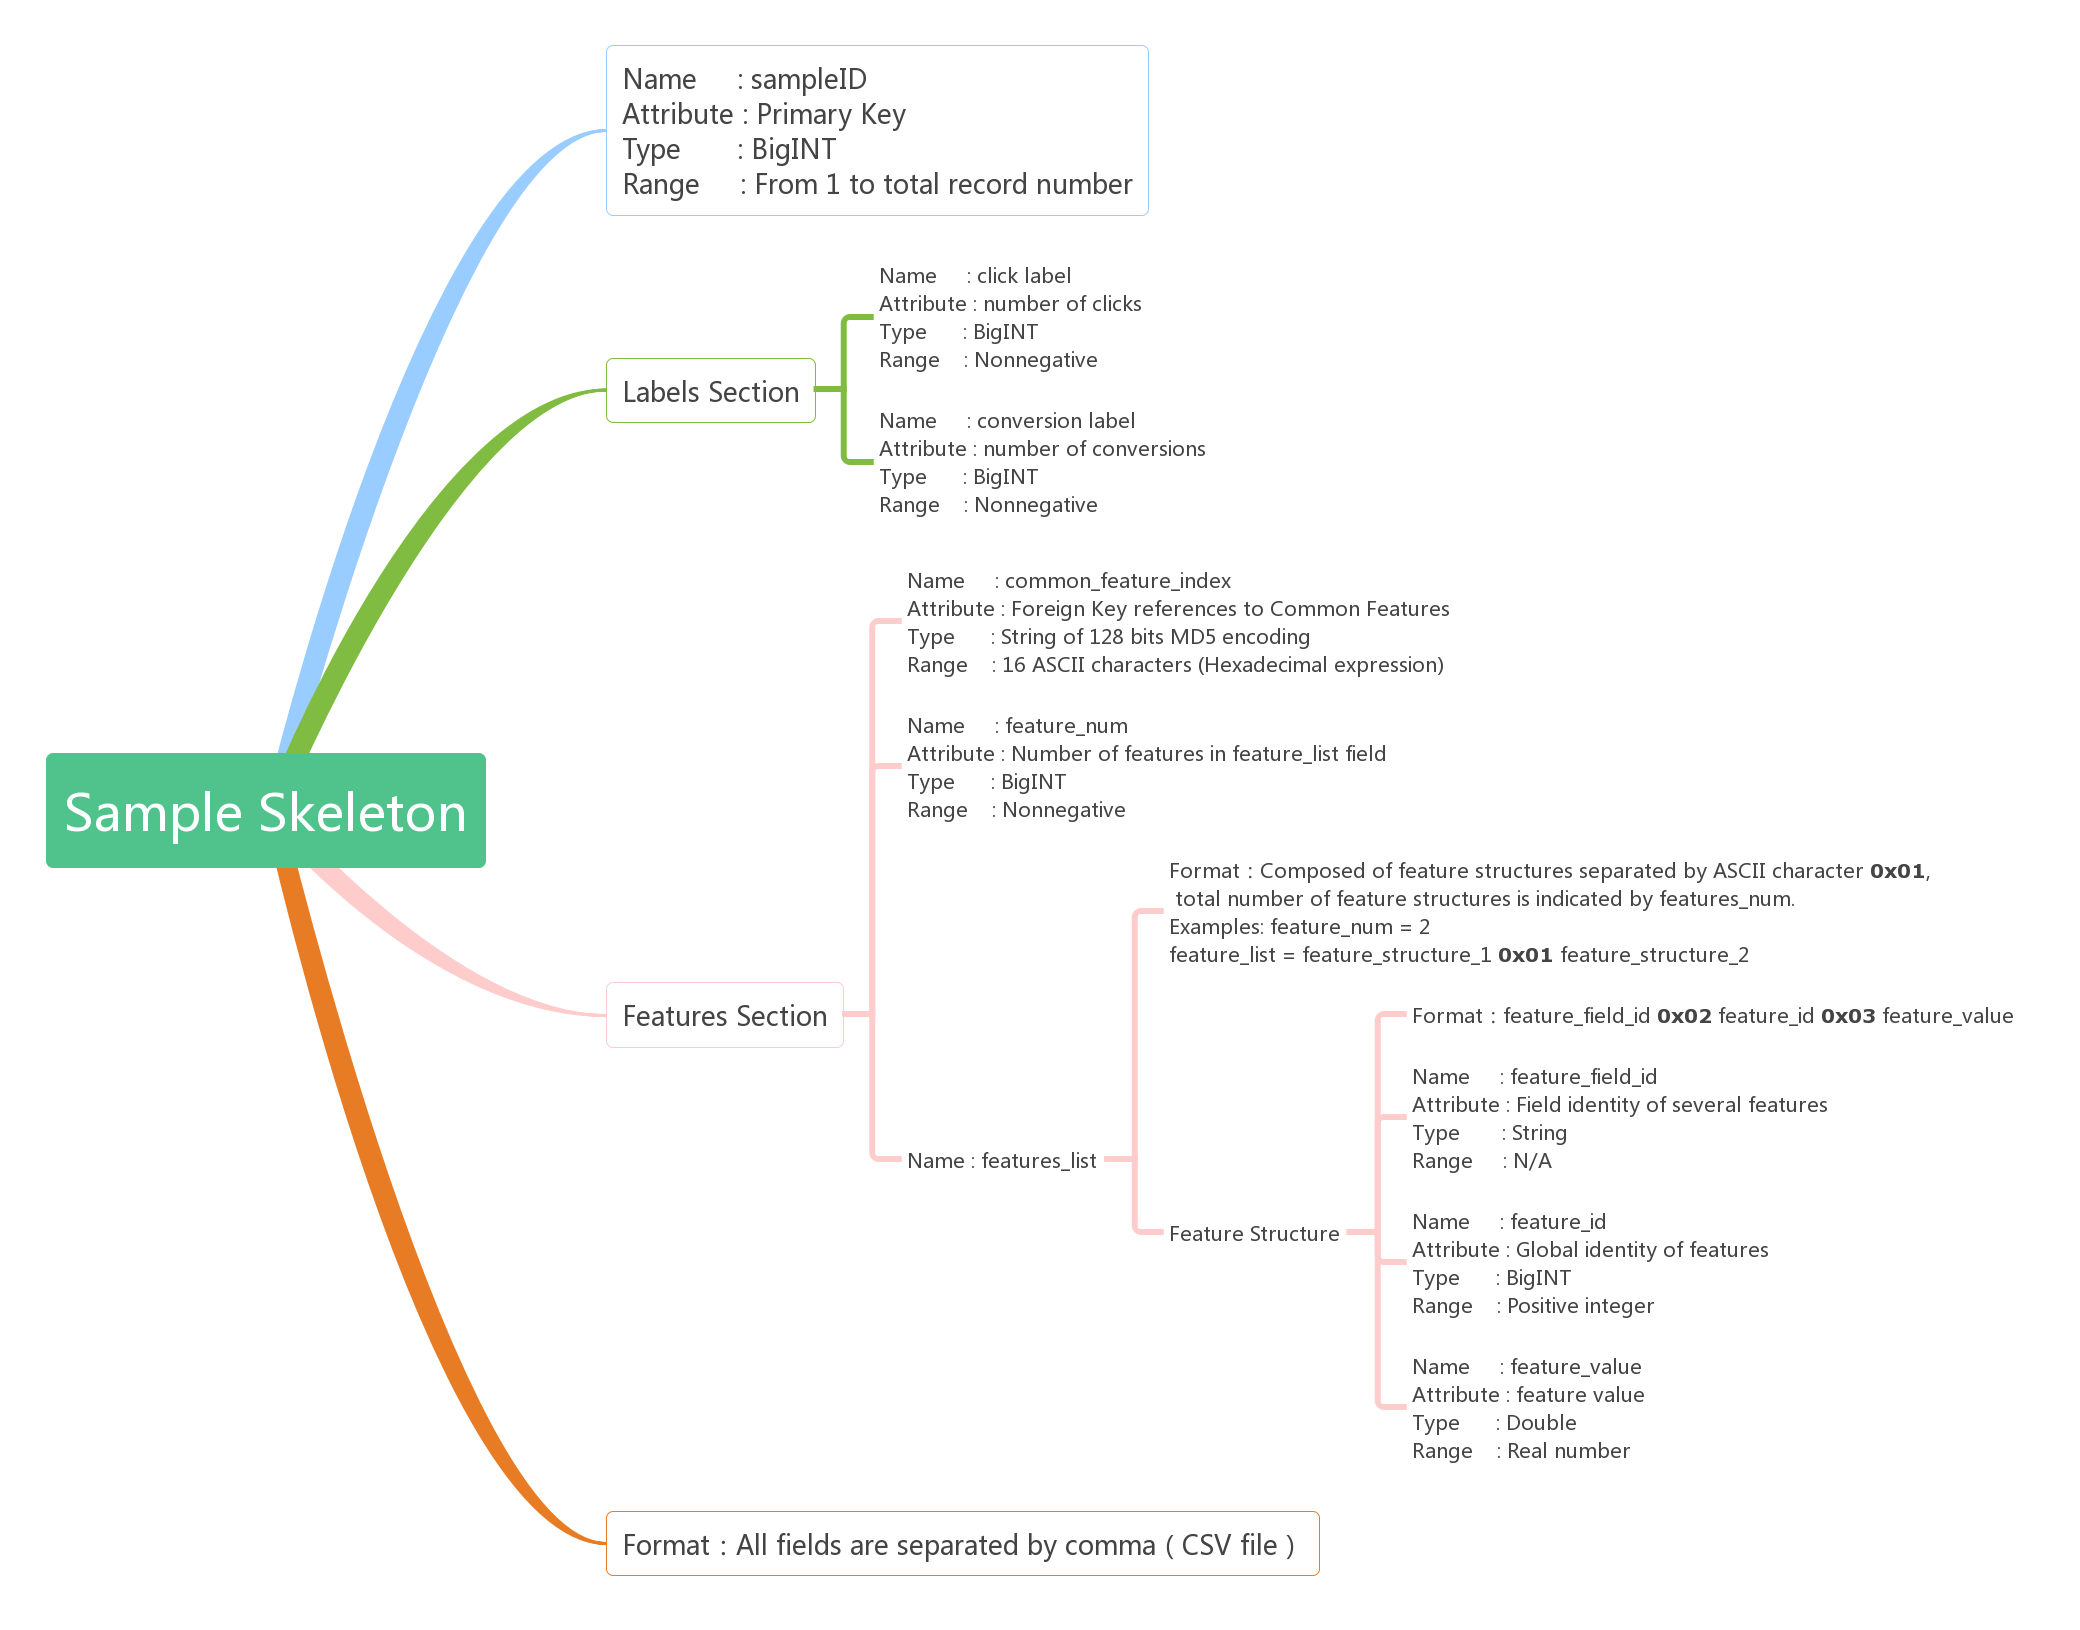 Name : sampleID
Attribute : Primary Key
Type : BigINT
Range : From 1 to total record number
Name : click label
Attribute : number of clicks
Type : BigINT
Range : Nonnegative
Labels Section
Name : conversion label
Attribute : number of conversions
Type : BigINT
Range : Nonnegative
Name : common_feature_index
Attribute : Foreign Key references to Common Features
Type : String of 128 bits MD5 encoding
Range : 16 ASCII characters (Hexadecimal expression)
Name : feature_num
Attribute : Number of features in feature_list field
Type : BigINT
Range : Nonnegative
Sample Skeleton
Format : Composed of feature structures separated by ASCII character 0x01,
total number of feature structures is indicated by features_num.
Examples: feature_num = 2
feature_list = feature_structure_1 0x01 feature_structure_2
Features Section
Format : feature_field_id 0x02 feature_id 0x03 feature_value
Name : feature_field_id
Attribute : Field identity of several features
Type : String
Range : N/A
Name : features_list
Feature Structure
Name : feature_id
Attribute : Global identity of features
Type : BigINT
Range : Positive integer
Name : feature_value
Attribute : feature value
Type : Double
Range : Real number
Format : All fields are separated by comma ( CSV file )